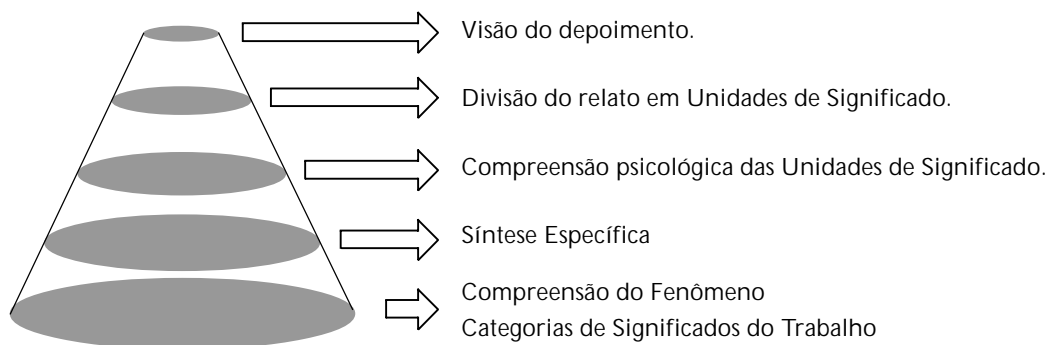 Visão do depoimento.
Divisão do relato em Unidades de Significado.
Compreensão psicológica das Unidades de Significado.
Síntese Específica
Compreensão do Fenômeno
Categorias de Significados do Trabalho